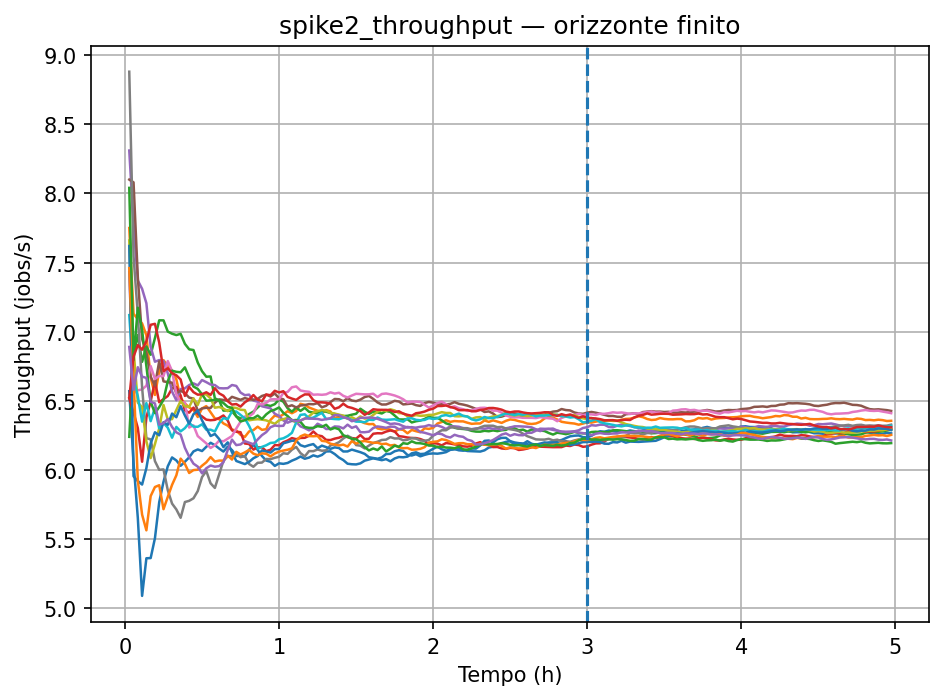 spike2_throughput — orizzonte finito
9.0
8.5
8.0
7.5
7.0
6.5
6.0
5.5
5.0
Throughput (jobs/s)
0 1 2 3 4 5
Tempo (h)